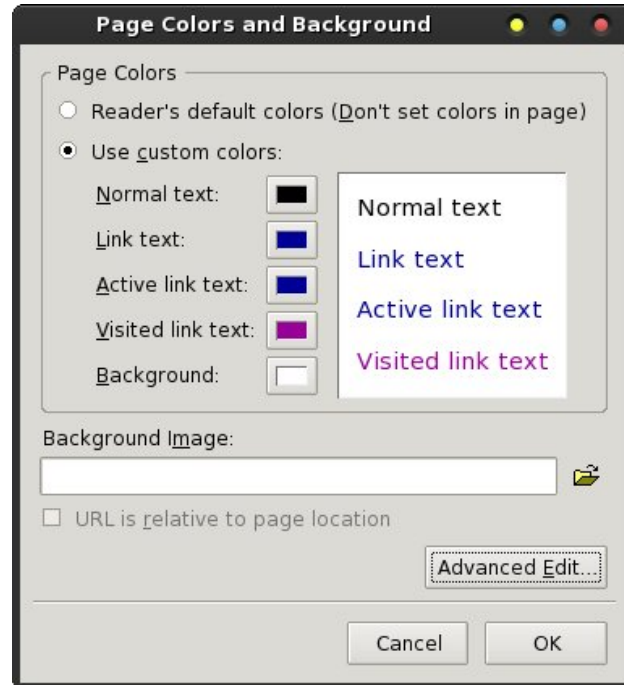 Page Colors and Background
Page Colors
Reader's default colors (Don't set colors in page)
Use custom colors:
Normal text:
Link text:
Active link text:
Visited link text:
Background:
Normal text
Link text
Active link text
Visited link text
Background Image:
URL is relative to page location
Advanced Edit...
Cancel OK